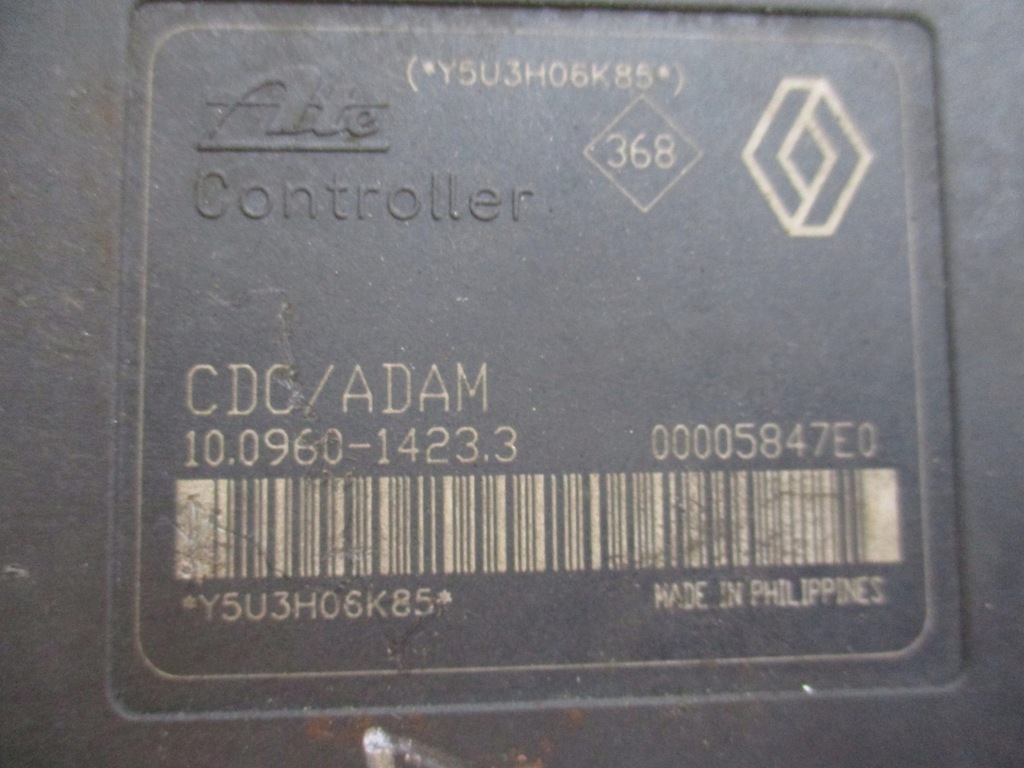 (*Y5U3H06K85*)
Ate
368
Controller
CDC/ADAM
10.0960-1423.3 00005847E0
*Y5U3H06K85*
MADE IN PHILIPPINES